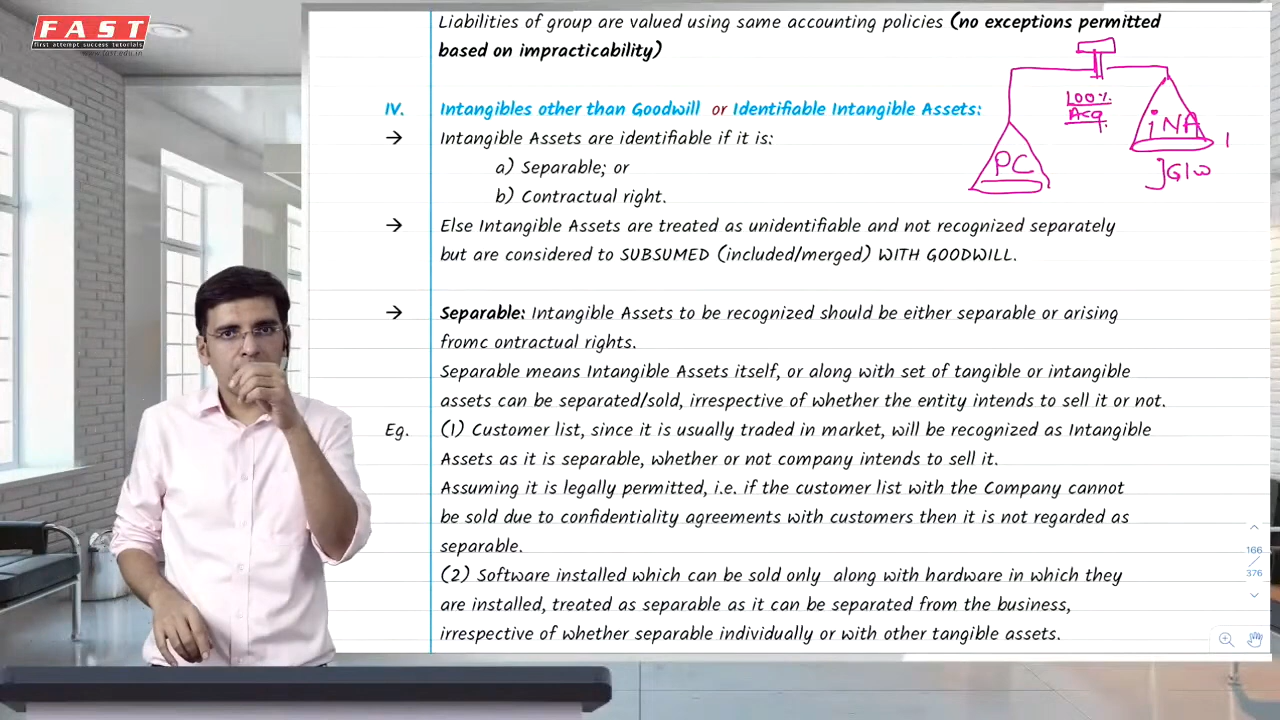 FAST
first attempt success tutorials
www.fast.edu.in
Liabilities of group are valued using same accounting policies (no exceptions permitted
based on impracticability)
IV. Intangibles other than Goodwill or Identifiable Intangible Assets:
→ Intangible Assets are identifiable if it is:
a) Separable; or
b) Contractual right.
→ Else Intangible Assets are treated as unidentifiable and not recognized separately
but are considered to SUBSUMED (included/merged) WITH GOODWILL.
→ Separable: Intangible Assets to be recognized should be either separable or arising
fromc ontractual rights.
Separable means Intangible Assets itself, or along with set of tangible or intangible
assets can be separated/sold, irrespective of whether the entity intends to sell it or not.
Eg. (1) Customer list, since it is usually traded in market, will be recognized as Intangible
Assets as it is separable, whether or not company intends to sell it.
Assuming it is legally permitted, i.e. if the customer list with the Company cannot
be sold due to confidentiality agreements with customers then it is not regarded as
separable.
(2) Software installed which can be sold only along with hardware in which they
are installed, treated as separable as it can be separated from the business,
irrespective of whether separable individually or with other tangible assets.
100%
Acq.
PC
iNA
G/w
166
376